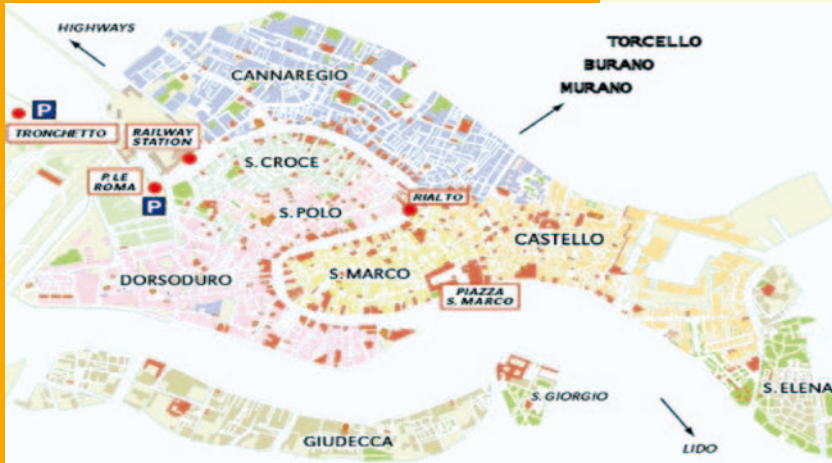 HIGHWAYS
TORCELLO
BURANO
MURANO
CANNAREGIO
P
TRONCHETTO
RAILWAY
STATION
S. CROCE
P.LE
ROMA
P
RIALTO
S. POLO
CASTELLO
S. MARCO
DORSODURO
PIAZZA
S. MARCO
S. ELENA
S. GIORGIO
GIUDECCA
LIDO